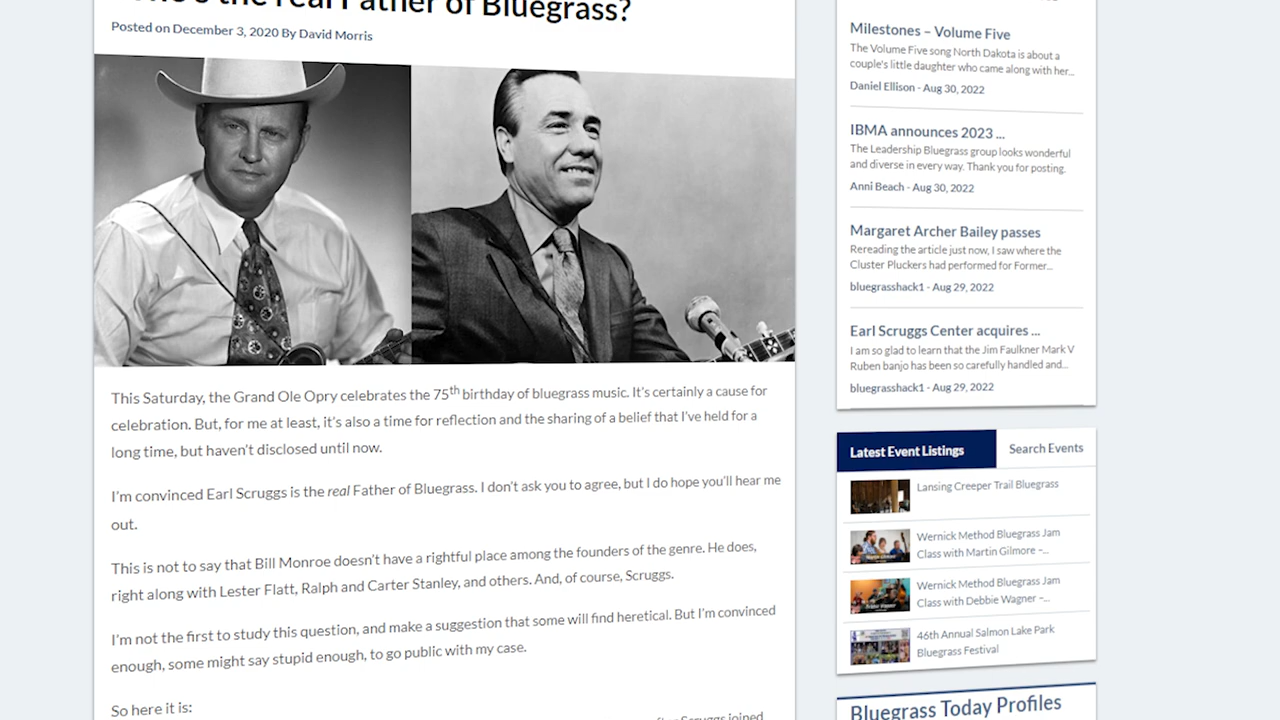 the real Father of Bluegrass?
Posted on December 3, 2020 By David Morris
This Saturday, the Grand Ole Opry celebrates the 75th birthday of bluegrass music. It's certainly a cause for
celebration. But, for me at least, it's also a time for reflection and the sharing of a belief that I've held for a
long time, but haven't disclosed until now.
I'm convinced Earl Scruggs is the real Father of Bluegrass. I don't ask you to agree, but I do hope you'll hear me
out.
This is not to say that Bill Monroe doesn't have a rightful place among the founders of the genre. He does,
right along with Lester Flatt, Ralph and Carter Stanley, and others. And, of course, Scruggs.
I'm not the first to study this question, and make a suggestion that some will find heretical. But I'm convinced
enough, some might say stupid enough, to go public with my case.
So here it is:
Scruggs joined
Milestones – Volume Five
The Volume Five song North Dakota is about a
couple's little daughter who came along with her...
Daniel Ellison - Aug 30, 2022
IBMA announces 2023 ...
The Leadership Bluegrass group looks wonderful
and diverse in every way. Thank you for posting.
Anni Beach - Aug 30, 2022
Margaret Archer Bailey passes
Rereading the article just now, I saw where the
Cluster Pluckers had performed for Former...
bluegrasshack1 - Aug 29, 2022
Earl Scruggs Center acquires ...
I am so glad to learn that the Jim Faulkner Mark V
Ruben banjo has been so carefully handled and...
bluegrasshack1 - Aug 29, 2022
Latest Event Listings
Search Events
Lansing Creeper Trail Bluegrass
Wernick Method Bluegrass Jam
Class with Martin Gilmore –...
Wernick Method Bluegrass Jam
Class with Debbie Wagner –...
46th Annual Salmon Lake Park
Bluegrass Festival
Bluegrass Today Profiles